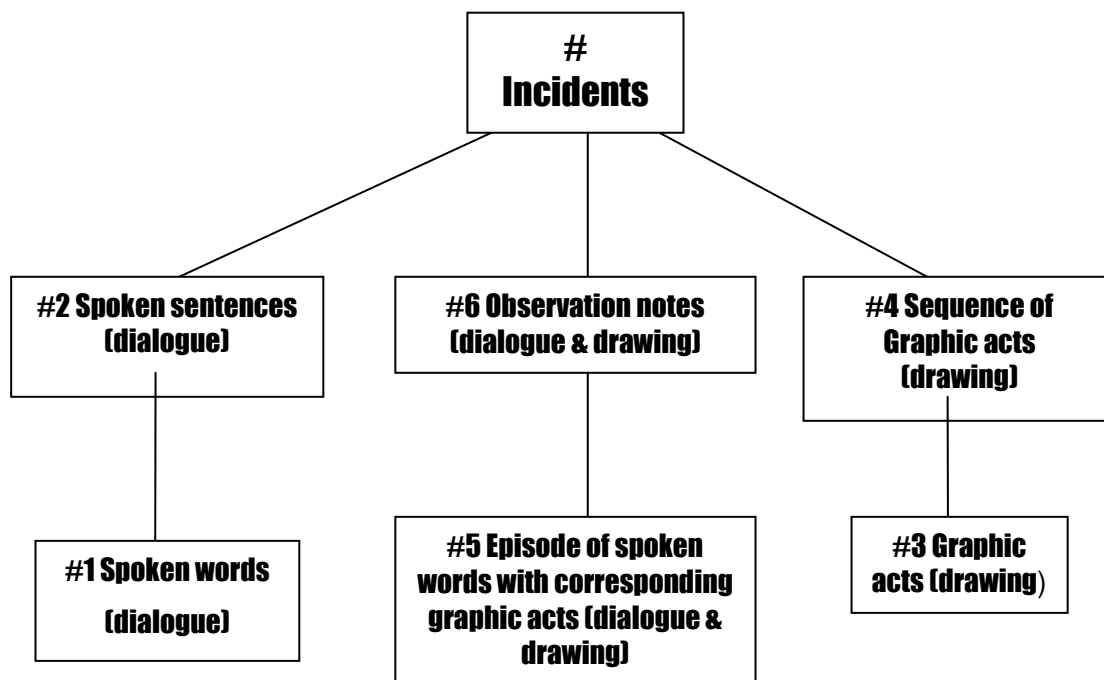 #
Incidents
#2 Spoken sentences
(dialogue)
#6 Observation notes
(dialogue & drawing)
#4 Sequence of
Graphic acts
(drawing)
#1 Spoken words
(dialogue)
#5 Episode of spoken
words with corresponding
graphic acts (dialogue &
drawing)
#3 Graphic
acts (drawing)